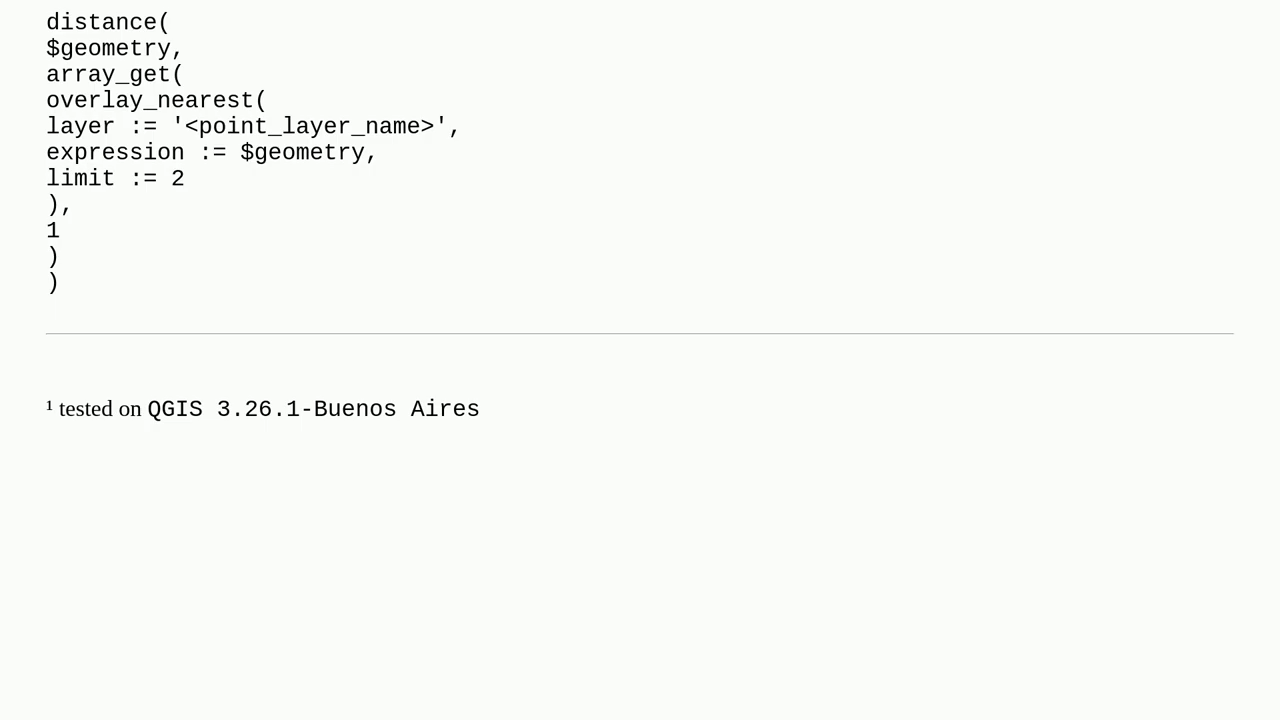 distance(
$geometry,
array_get(
overlay_nearest(
layer := '<point_layer_name>',
expression := $geometry,
limit := 2
),
1
)
)
¹ tested on QGIS 3.26.1-Buenos Aires